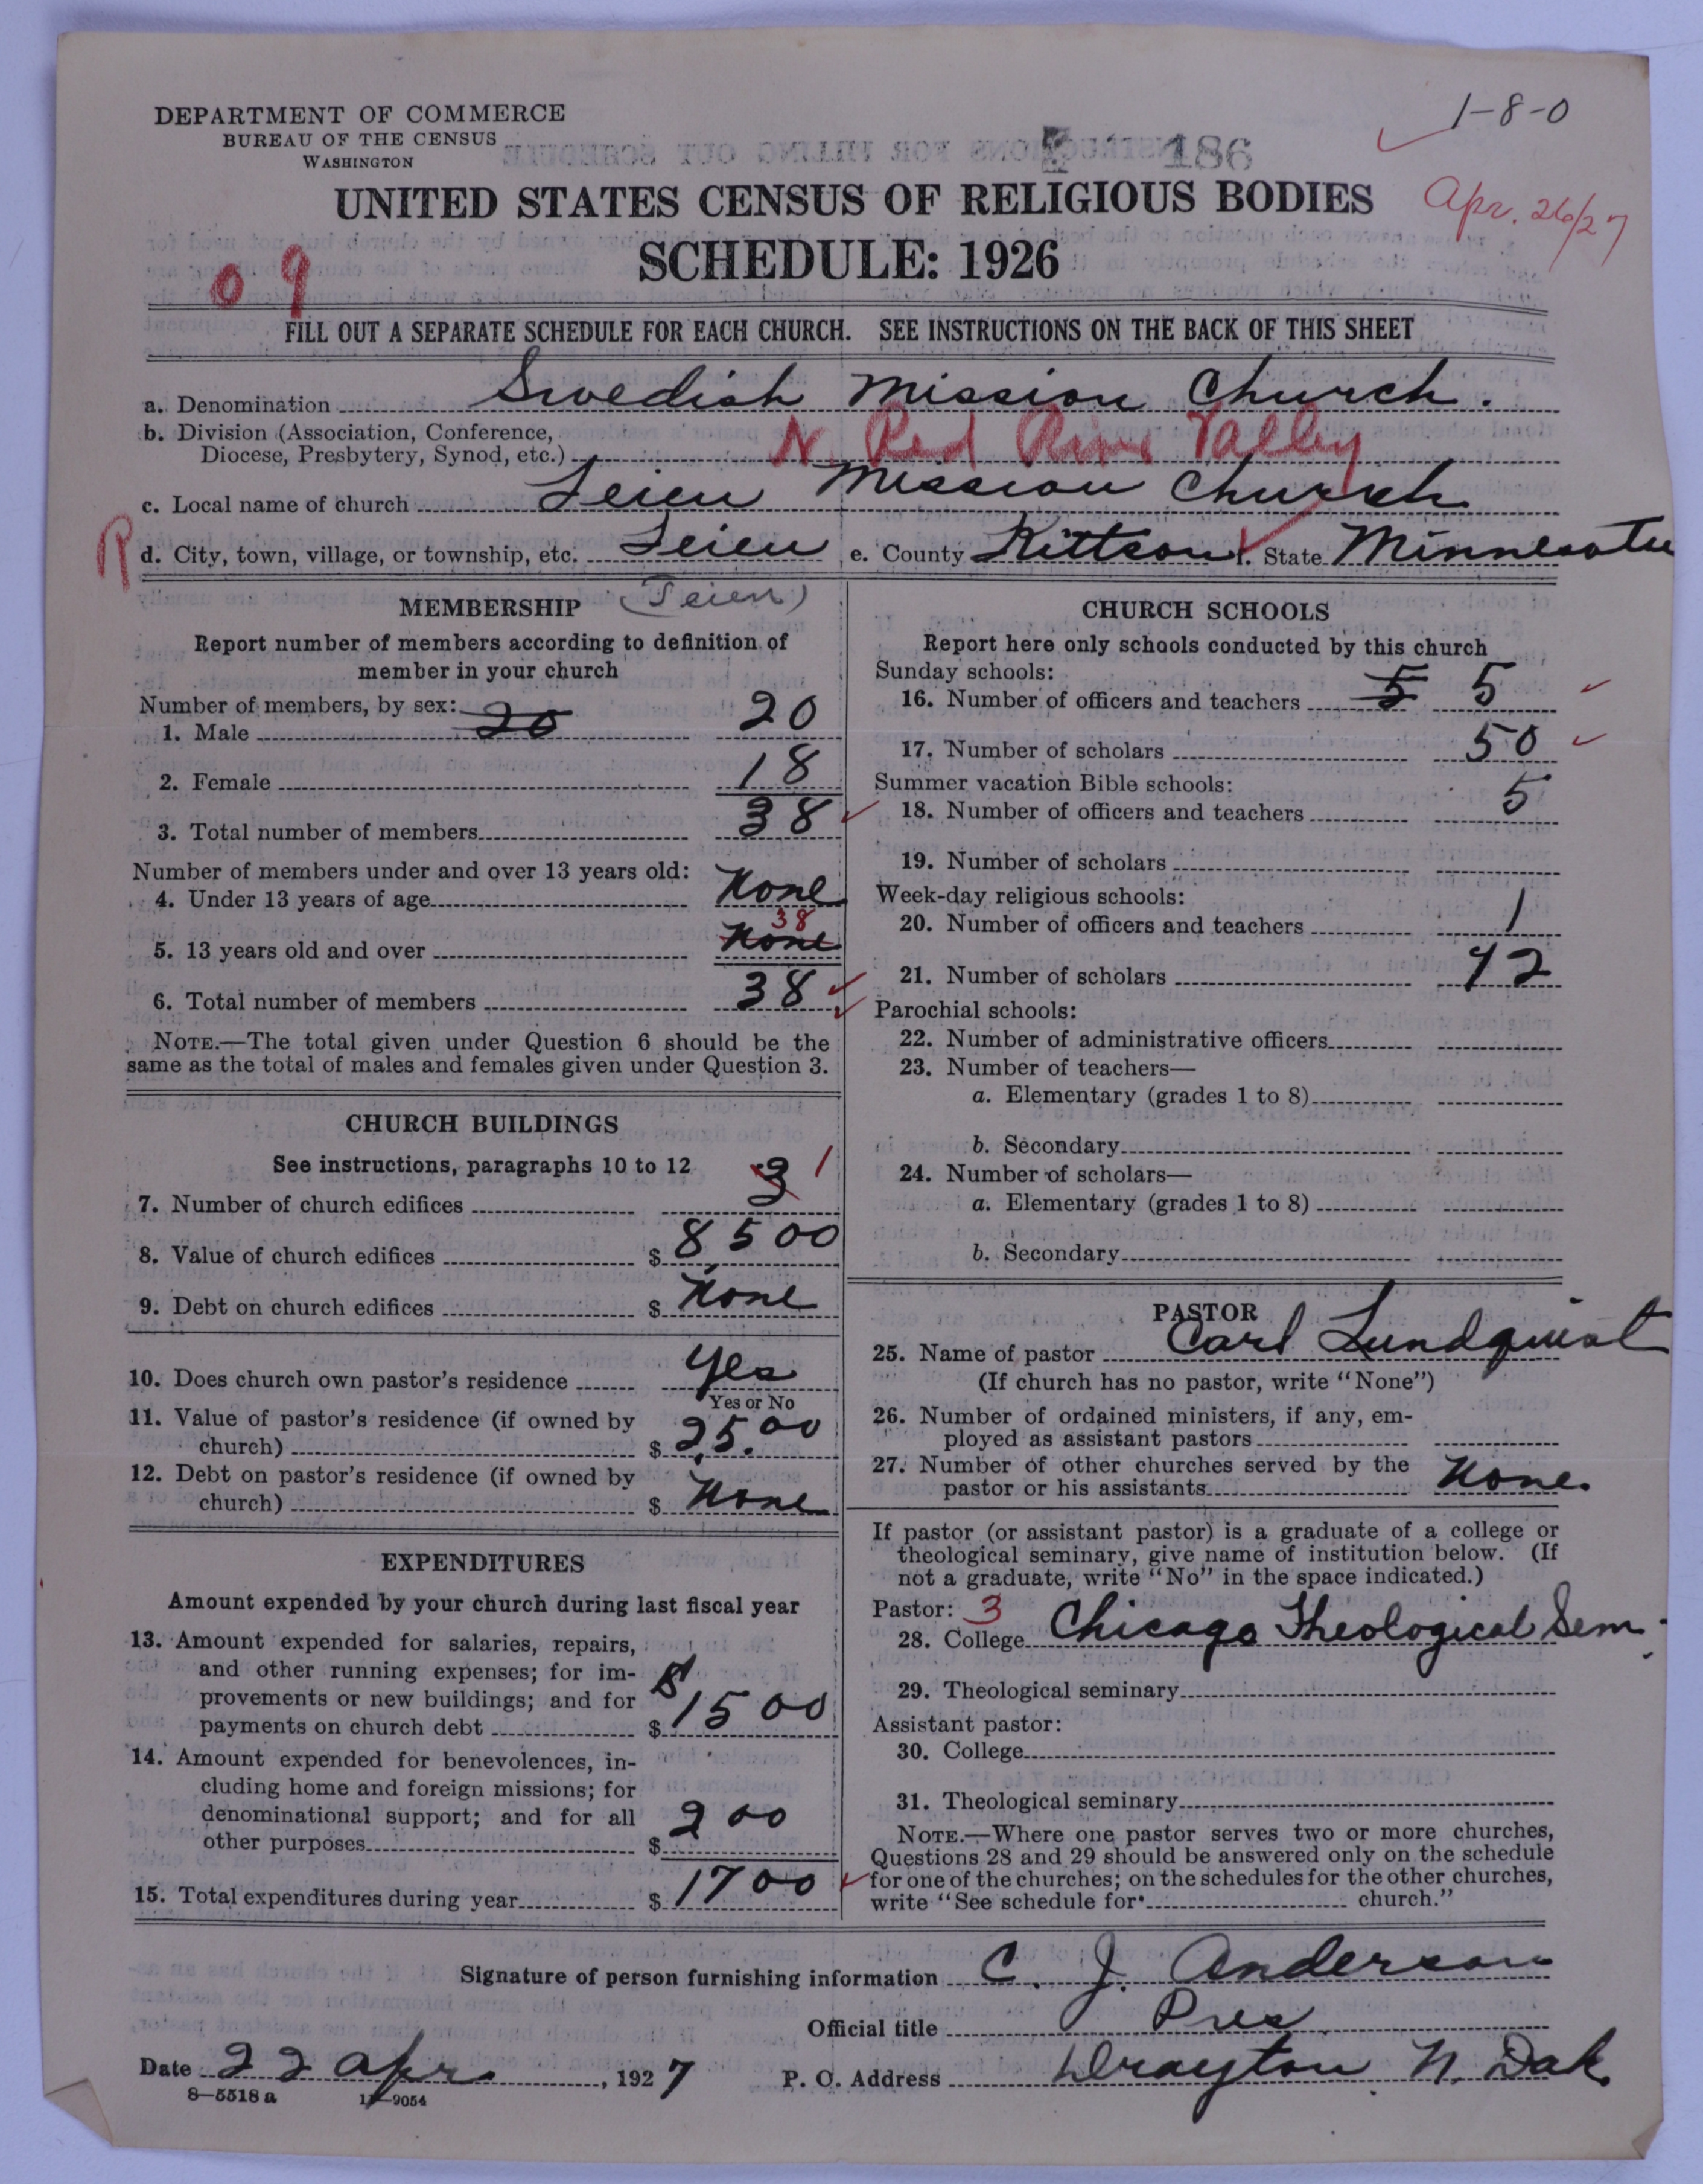 1-8-0
DEPARTMENT OF COMMERCE
BUREAU OF THE CENSUS
WASHINGTON
186
UNITED STATES CENSUS OF RELIGIOUS BODIES
Apr. 26/27
SCHEDULE: 1926
09
FILL OUT A SEPARATE SCHEDULE FOR EACH CHURCH. SEE INSTRUCTIONS ON THE BACK OF THIS SHEET
a. Denomination Swedish Mission Church.
b. Division (Association, Conference,
Diocese, Presbytery, Synod, etc.) N. Red River Valley
c. Local name of church Teien Mission Church
R d. City, town, village, or township, etc. Teien e. County Kittson f. State Minnesota
MEMBERSHIP (Teien)
Report number of members according to definition of
member in your church
Number of members, by sex:
1. Male 20 20
2. Female 18
3. Total number of members 38
Number of members under and over 13 years old:
4. Under 13 years of age None
38
5. 13 years old and over None
6. Total number of members 38
NOTE.—The total given under Question 6 should be the
same as the total of males and females given under Question 3.
CHURCH BUILDINGS
See instructions, paragraphs 10 to 12
7. Number of church edifices 3 1
8. Value of church edifices $ 8500
9. Debt on church edifices $ None
10. Does church own pastor's residence Yes
Yes or No
11. Value of pastor's residence (if owned by
church) $ 25.00
12. Debt on pastor's residence (if owned by
church) $ None
EXPENDITURES
Amount expended by your church during last fiscal year
13. Amount expended for salaries, repairs,
and other running expenses; for im-
provements or new buildings; and for
payments on church debt $ 1500
14. Amount expended for benevolences, in-
cluding home and foreign missions; for
denominational support; and for all
other purposes $ 200
15. Total expenditures during year $ 1700
CHURCH SCHOOLS
Report here only schools conducted by this church
Sunday schools:
16. Number of officers and teachers 5 5
17. Number of scholars 50
Summer vacation Bible schools:
18. Number of officers and teachers 5
19. Number of scholars
Week-day religious schools:
20. Number of officers and teachers 1
21. Number of scholars 42
Parochial schools:
22. Number of administrative officers
23. Number of teachers—
a. Elementary (grades 1 to 8)
b. Secondary
24. Number of scholars—
a. Elementary (grades 1 to 8)
b. Secondary
PASTOR
25. Name of pastor Carl Lundquist
(If church has no pastor, write "None")
26. Number of ordained ministers, if any, em-
ployed as assistant pastors
27. Number of other churches served by the
pastor or his assistants None.
If pastor (or assistant pastor) is a graduate of a college or
theological seminary, give name of institution below. (If
not a graduate, write "No" in the space indicated.)
Pastor: 3
28. College Chicago Theological Sem.
29. Theological seminary
Assistant pastor:
30. College
31. Theological seminary
NOTE.—Where one pastor serves two or more churches,
Questions 28 and 29 should be answered only on the schedule
for one of the churches; on the schedules for the other churches,
write "See schedule for church."
Signature of person furnishing information C. J. Anderson
Official title Pres
Date 22 apr., 1927 P. O. Address Drayton N. Dak.
8-5518 a 11-9054